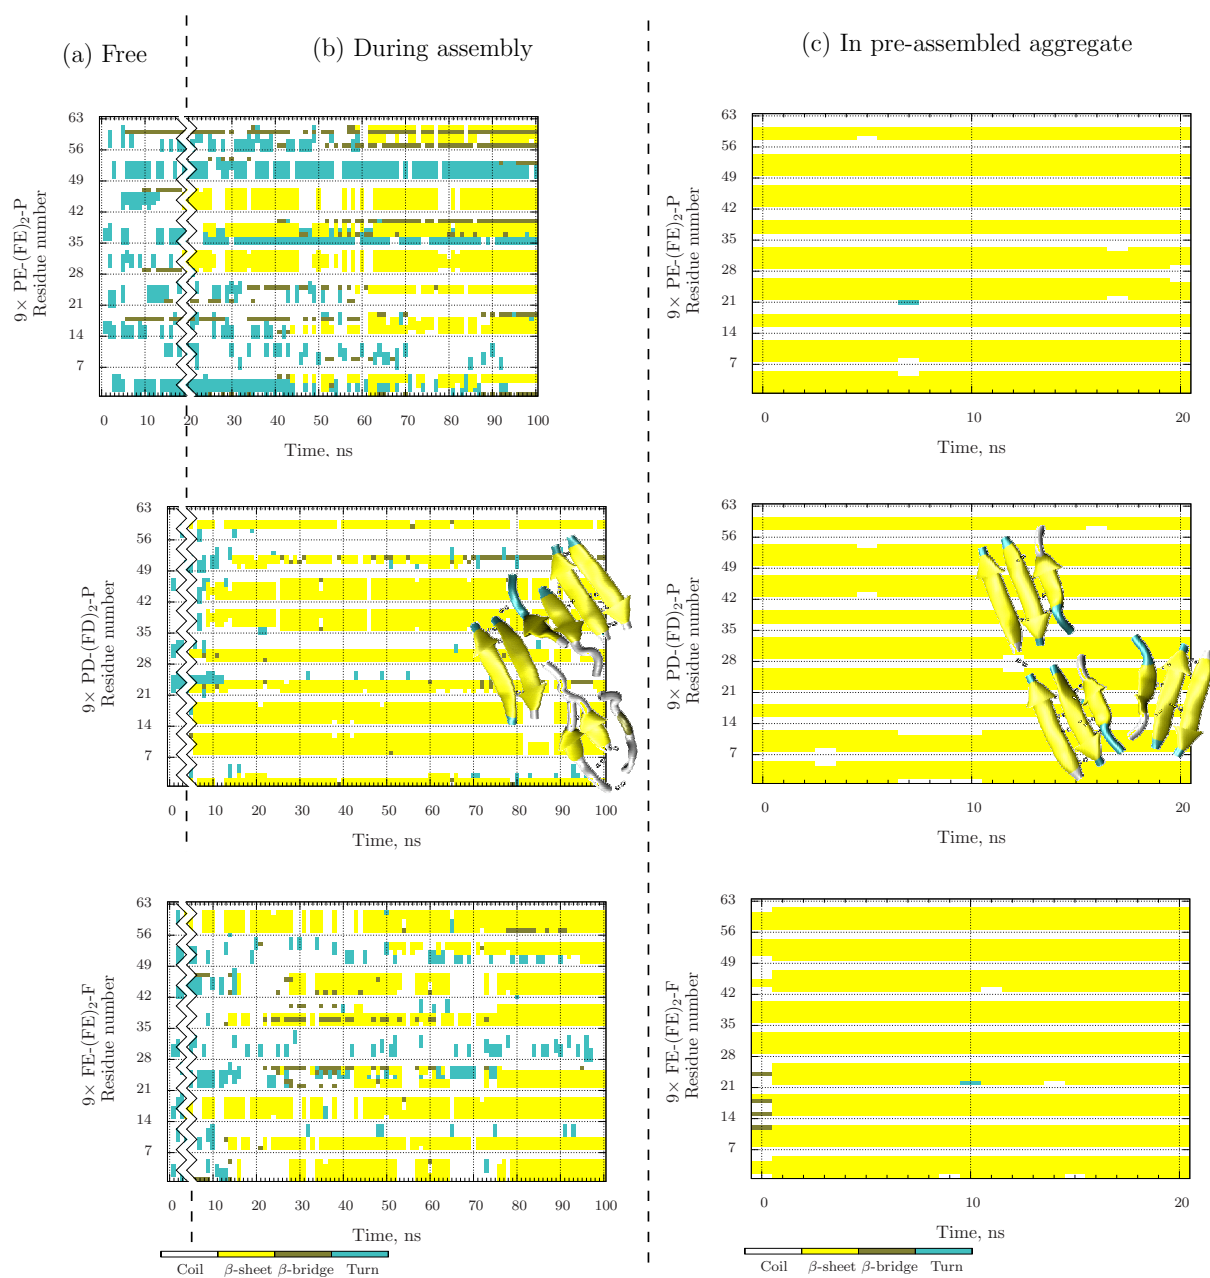 (a) Free
(b) During assembly
(c) In pre-assembled aggregate
9× PE-(FE)₂-P
Residue number
63
56
49
42
35
28
21
14
7
0 10 20 30 40 50 60 70 80 90 100
Time, ns
9× PE-(FE)₂-P
Residue number
63
56
49
42
35
28
21
14
7
0 10 20
Time, ns
9× PD-(FD)₂-P
Residue number
63
56
49
42
35
28
21
14
7
0 10 20 30 40 50 60 70 80 90 100
Time, ns
9× PD-(FD)₂-P
Residue number
63
56
49
42
35
28
21
14
7
0 10 20
Time, ns
9× FE-(FE)₂-F
Residue number
63
56
49
42
35
28
21
14
7
0 10 20 30 40 50 60 70 80 90 100
Time, ns
Coil β-sheet β-bridge Turn
9× FE-(FE)₂-F
Residue number
63
56
49
42
35
28
21
14
7
0 10 20
Time, ns
Coil β-sheet β-bridge Turn